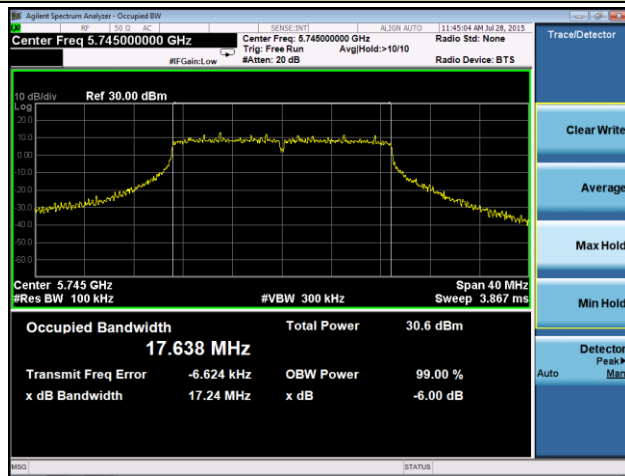 Agilent Spectrum Analyzer - Occupied BW
RF 50 Ω AC SENSE:INT ALIGN AUTO 11:45:04 AM Jul 28, 2015
Center Freq 5.745000000 GHz
Center Freq: 5.745000000 GHz
Radio Std: None
Trig: Free Run Avg|Hold:>10/10
#IFGain:Low #Atten: 20 dB Radio Device: BTS
Trace/Detector
10 dB/div Ref 30.00 dBm
Log
20.0
10.0
0.00
-10.0
-20.0
-30.0
-40.0
-50.0
-60.0
Center 5.745 GHz Span 40 MHz
#Res BW 100 kHz #VBW 300 kHz Sweep 3.867 ms
Occupied Bandwidth Total Power 30.6 dBm
17.638 MHz
Transmit Freq Error -6.624 kHz OBW Power 99.00 %
x dB Bandwidth 17.24 MHz x dB -6.00 dB
Clear Write
Average
Max Hold
Min Hold
Detector
Peak▶
Auto Man
MSG STATUS